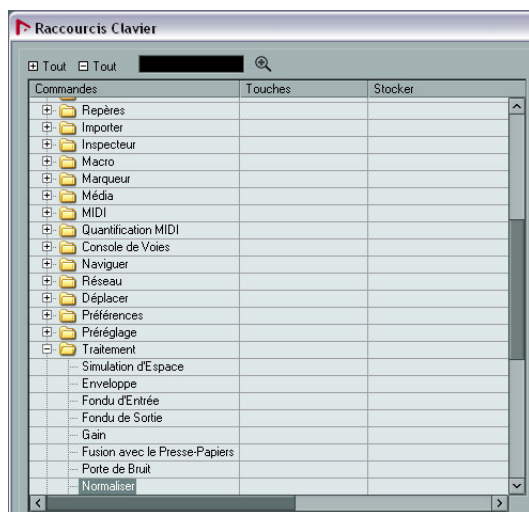 Raccourcis Clavier
Tout Tout
Commandes Touches Stocker
Repères
Importer
Inspecteur
Macro
Marqueur
Média
MIDI
Quantification MIDI
Console de Voies
Naviguer
Réseau
Déplacer
Préférences
Préréglage
Traitement
Simulation d'Espace
Enveloppe
Fondu d'Entrée
Fondu de Sortie
Gain
Fusion avec le Presse-Papiers
Porte de Bruit
Normaliser